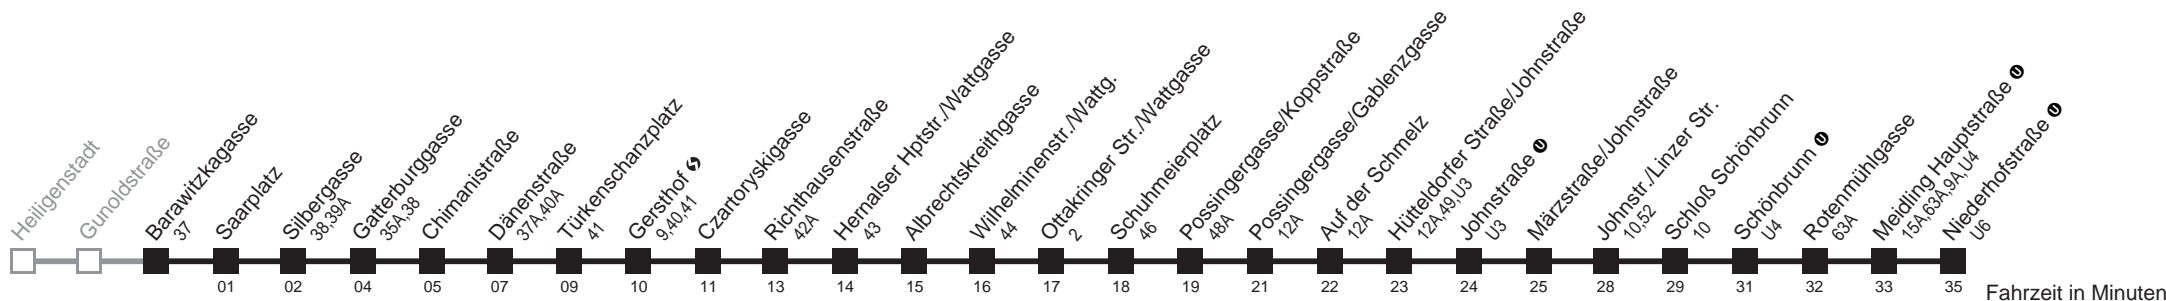 Heiligenstadt
Gunoldstraße
Barawitzkagasse
37
Saarplatz
01
Silbergasse
38,39A
02
Gatterburggasse
35A,38
04
Chimanistraße
05
Dänenstraße
37A,40A
07
Türkenschanzplatz
41
09
Gersthof
9,40,41
10
Czartoryskigasse
11
Richthausenstraße
42A
13
Hernalser Hptstr./Wattgasse
43
14
Albrechtskreithgasse
15
Wilhelminenstr./Wattg.
44
16
Ottakringer Str./Wattgasse
2
17
Schuhmeierplatz
46
18
Possingergasse/Koppstraße
48A
19
Possingergasse/Gablenzgasse
12A
21
Auf der Schmelz
12A
22
Hütteldorfer Straße/Johnstraße
12A,49,U3
23
Johnstraße U
U3
24
Märzstraße/Johnstraße
25
Johnstr./Linzer Str.
10,52
28
Schloß Schönbrunn
10
29
Schönbrunn U
U4
31
Rotenmühlgasse
63A
32
Meidling Hauptstraße U
15A,63A,9A,U4
33
Niederhofstraße U
U6
35
Fahrzeit in Minuten